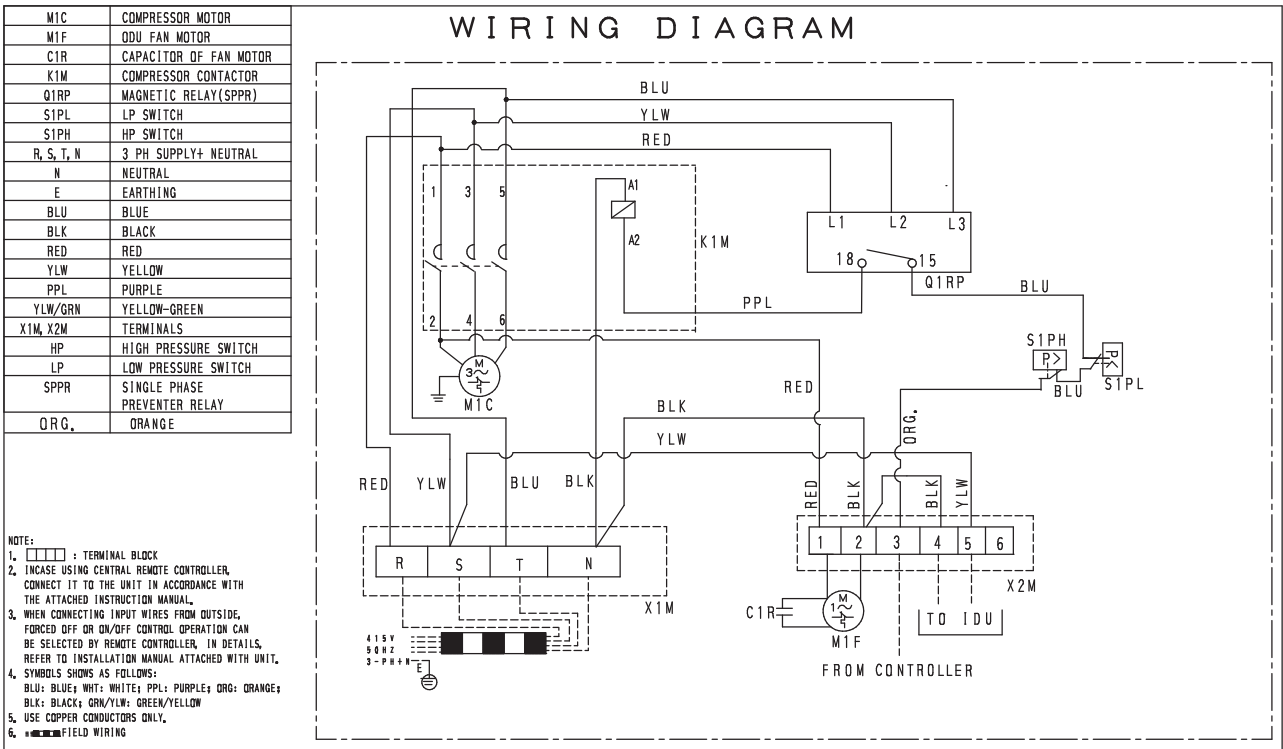 WIRING DIAGRAM
M1C COMPRESSOR MOTOR
M1F ODU FAN MOTOR
C1R CAPACITOR OF FAN MOTOR
K1M COMPRESSOR CONTACTOR
Q1RP MAGNETIC RELAY(SPPR)
S1PL LP SWITCH
S1PH HP SWITCH
R, S, T, N 3 PH SUPPLY+ NEUTRAL
N NEUTRAL
E EARTHING
BLU BLUE
BLK BLACK
RED RED
YLW YELLOW
PPL PURPLE
YLW/GRN YELLOW-GREEN
X1M, X2M TERMINALS
HP HIGH PRESSURE SWITCH
LP LOW PRESSURE SWITCH
SPPR SINGLE PHASE
PREVENTER RELAY
ORG. ORANGE
NOTE:
1. : TERMINAL BLOCK
2. INCASE USING CENTRAL REMOTE CONTROLLER,
CONNECT IT TO THE UNIT IN ACCORDANCE WITH
THE ATTACHED INSTRUCTION MANUAL.
3. WHEN CONNECTING INPUT WIRES FROM OUTSIDE,
FORCED OFF OR ON/OFF CONTROL OPERATION CAN
BE SELECTED BY REMOTE CONTROLLER, IN DETAILS,
REFER TO INSTALLATION MANUAL ATTACHED WITH UNIT.
4. SYMBOLS SHOWS AS FOLLOWS:
BLU: BLUE; WHT: WHITE; PPL: PURPLE; ORG: ORANGE;
BLK: BLACK; GRN/YLW: GREEN/YELLOW
5. USE COPPER CONDUCTORS ONLY.
6. FIELD WIRING
BLU
YLW
RED
1 3 5 A1
A2 K1M
L1 L2 L3
18 15
Q1RP BLU
PPL
2 4 6
S1PH
P>
P<
S1PL
BLU
M
3~
M1C
RED
BLK
YLW
ORG.
RED YLW BLU BLK
RED BLK BLK YLW
R S T N
X1M
1 2 3 4 5 6
X2M
C1R
M
1~
M1F
TO IDU
FROM CONTROLLER
415V
50HZ
3-PH+N
E